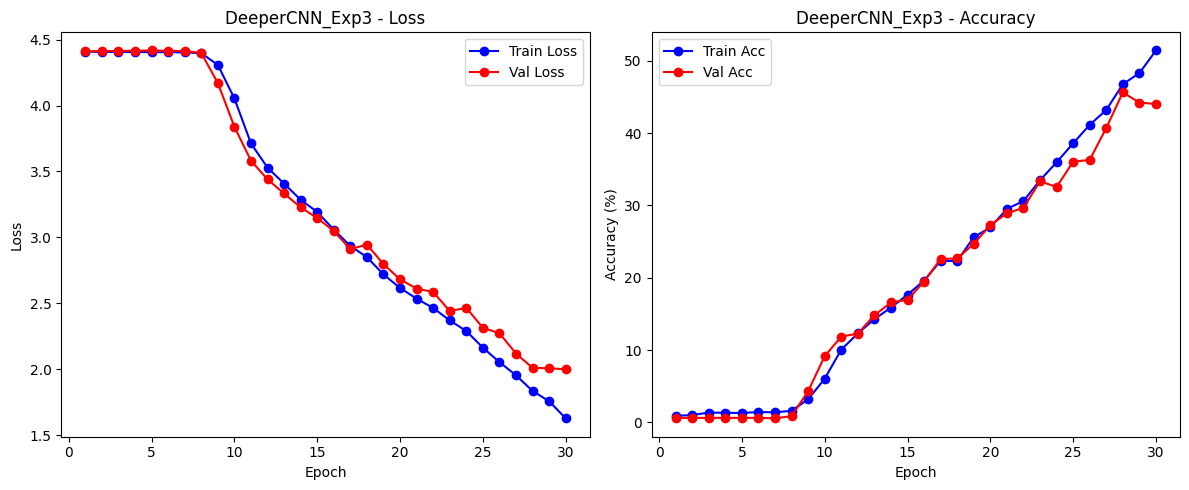 DeeperCNN_Exp3 - Loss
4.5
4.0
3.5
3.0
2.5
2.0
1.5
Loss
Train Loss
Val Loss
0 5 10 15 20 25 30
Epoch
DeeperCNN_Exp3 - Accuracy
50
40
30
20
10
0
Accuracy (%)
Train Acc
Val Acc
0 5 10 15 20 25 30
Epoch